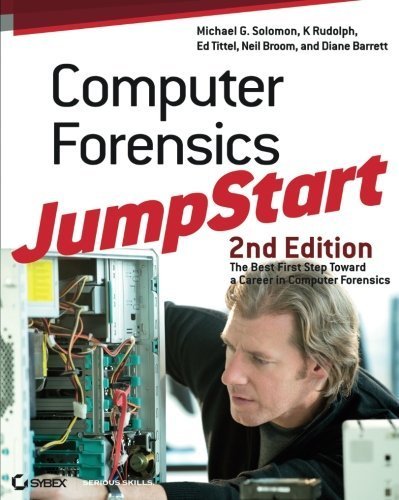 Michael G. Solomon, K Rudolph,
Ed Tittel, Neil Broom, and Diane Barrett
Computer
Forensics
JumpStart
2nd Edition
The Best First Step Toward
a Career in Computer Forensics
SYBEX
SERIOUS SKILLS.